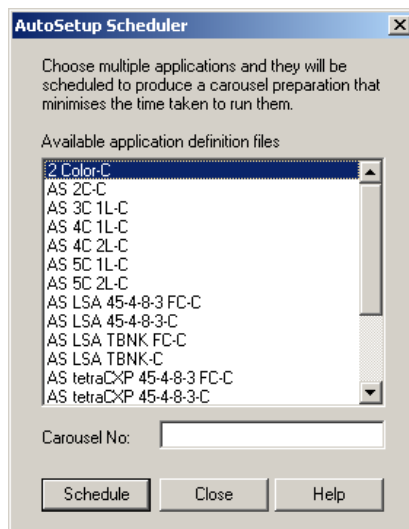 AutoSetup Scheduler
Choose multiple applications and they will be
scheduled to produce a carousel preparation that
minimises the time taken to run them.
Available application definition files
2 Color-C
AS 2C-C
AS 3C 1L-C
AS 4C 1L-C
AS 4C 2L-C
AS 5C 1L-C
AS 5C 2L-C
AS LSA 45-4-8-3 FC-C
AS LSA 45-4-8-3-C
AS LSA TBNK FC-C
AS LSA TBNK-C
AS tetraCXP 45-4-8-3 FC-C
AS tetraCXP 45-4-8-3-C
Carousel No:
Schedule Close Help